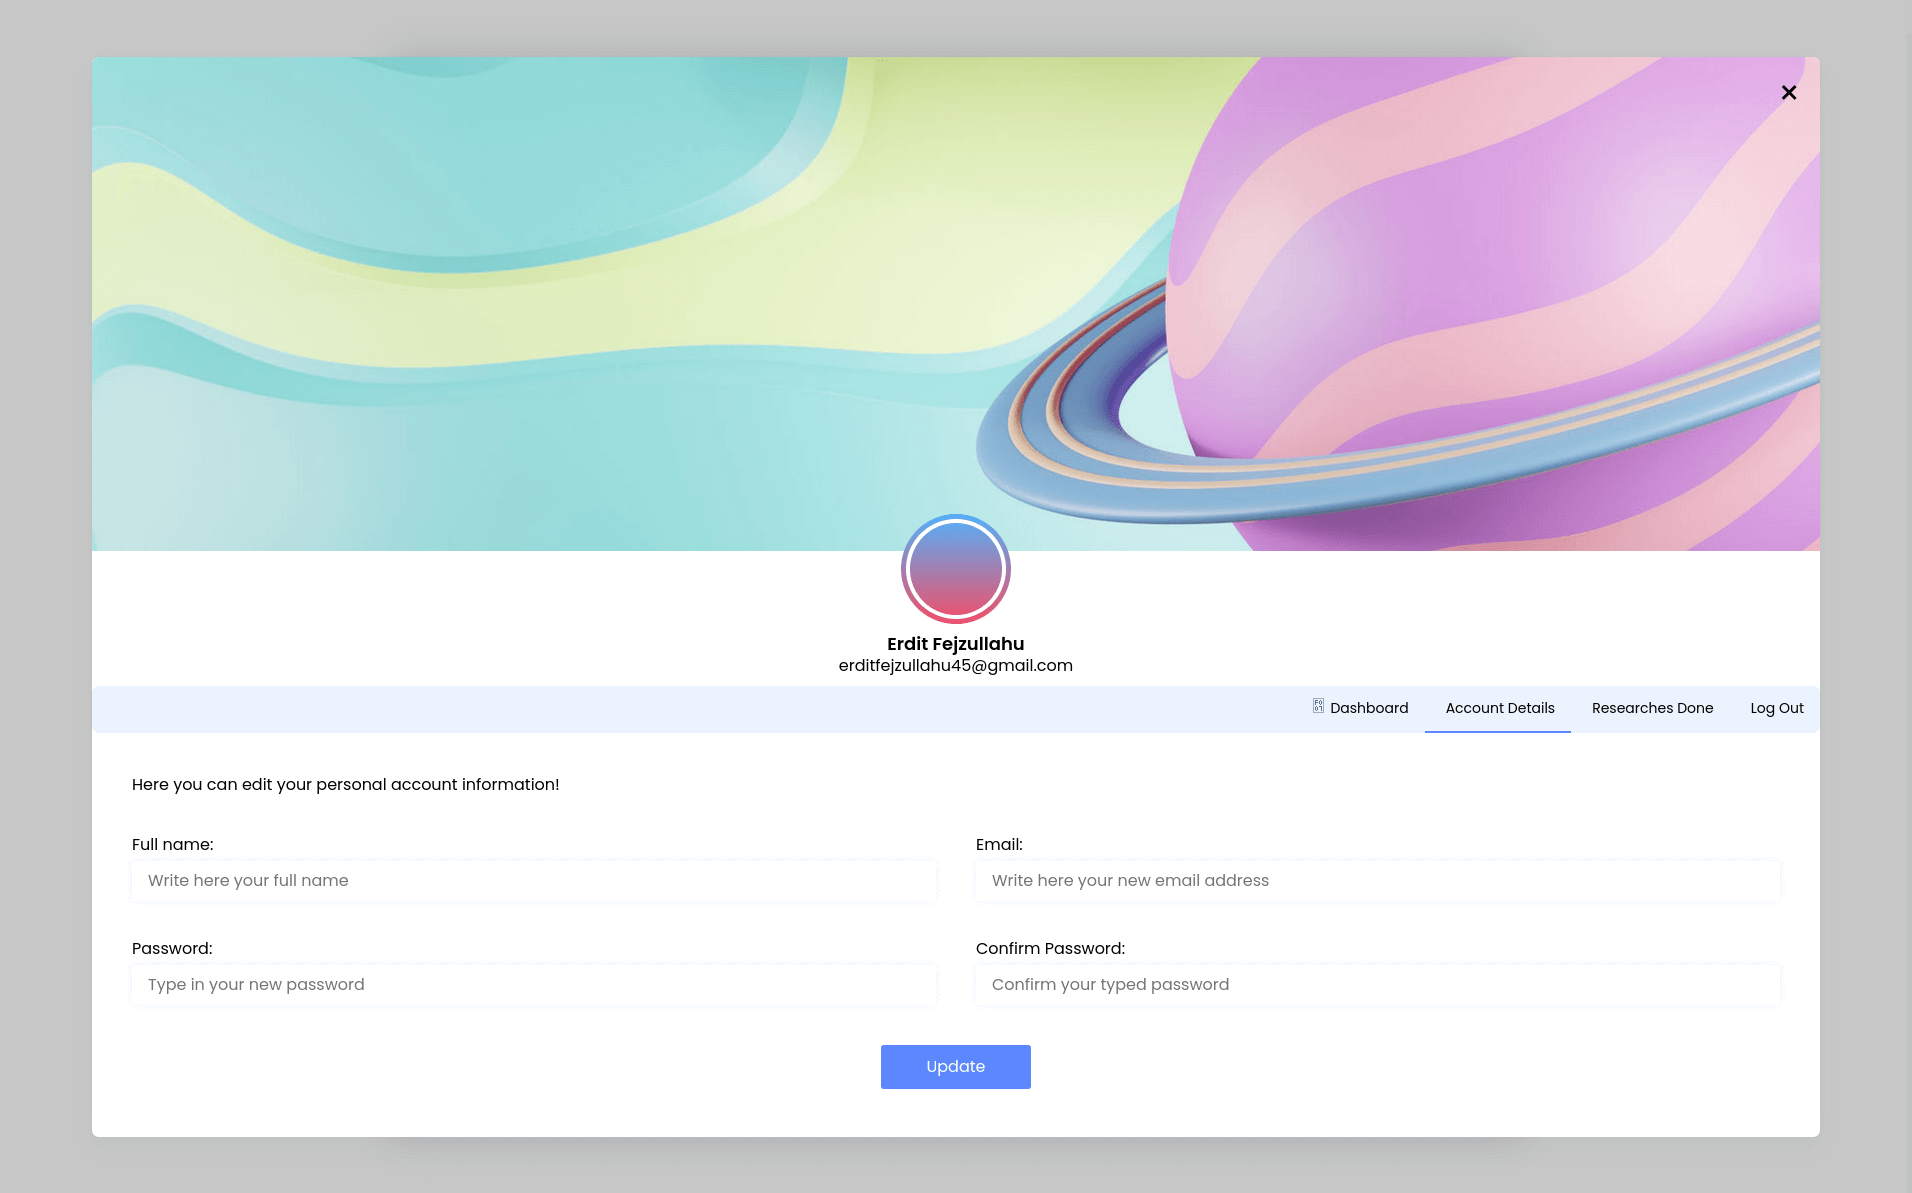 Erdit Fejzullahu
erditfejzullahu45@gmail.com
Dashboard Account Details Researches Done Log Out
Here you can edit your personal account information!
Full name: Email:
Write here your full name Write here your new email address
Password: Confirm Password:
Type in your new password Confirm your typed password
Update